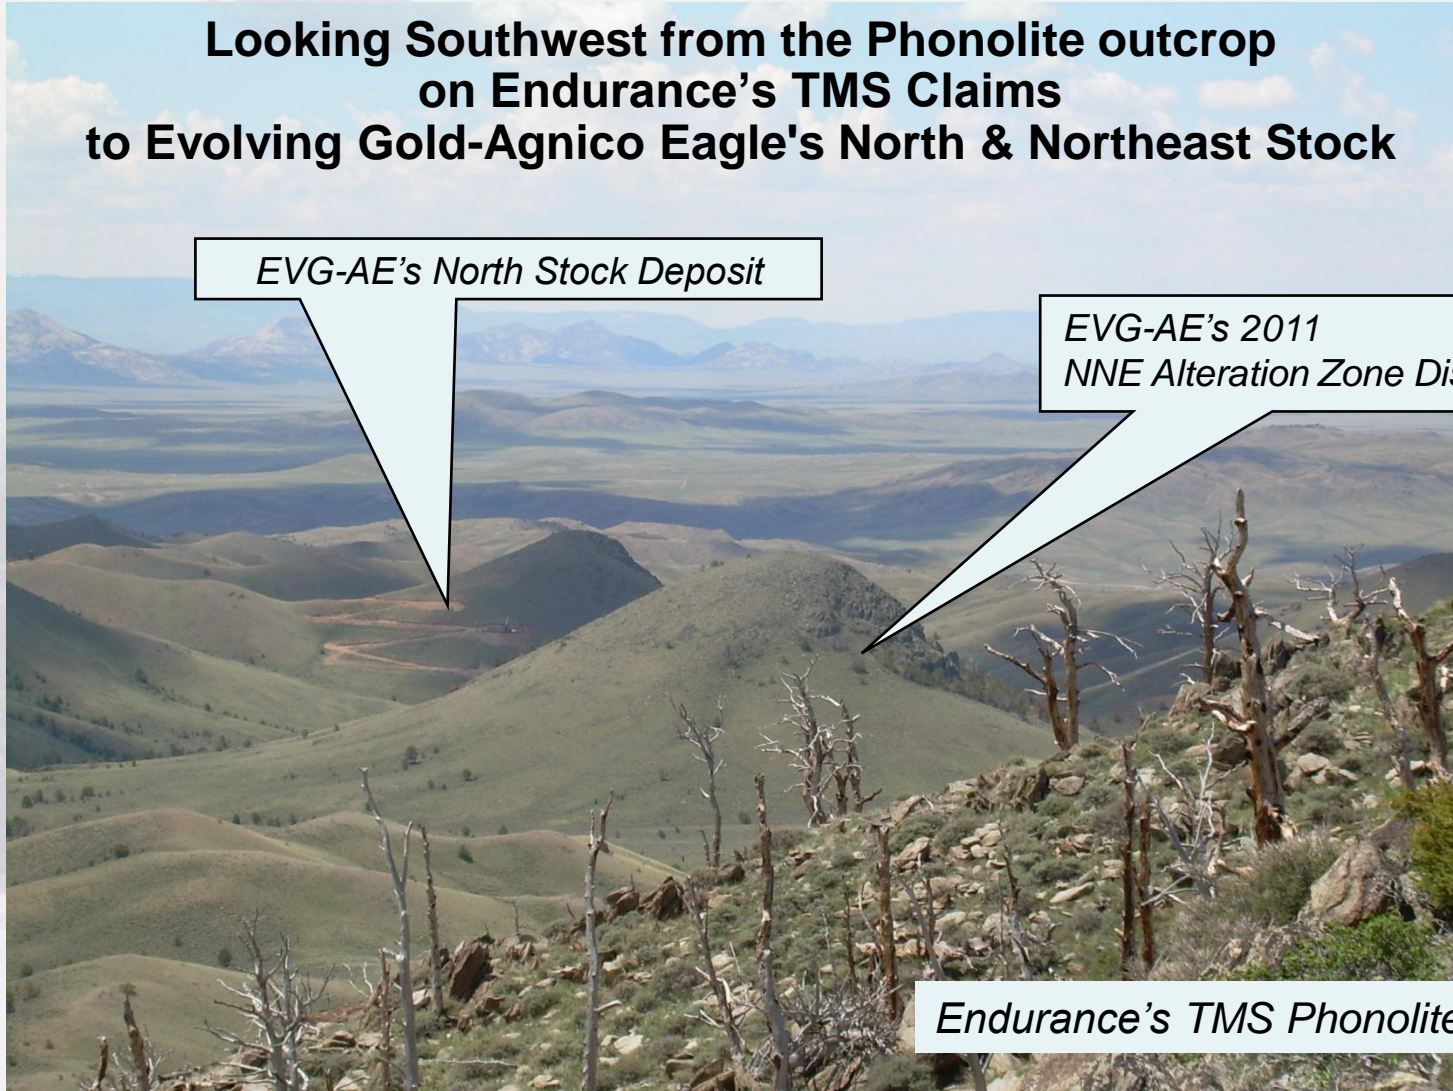 Looking Southwest from the Phonolite outcrop
on Endurance’s TMS Claims
to Evolving Gold-Agnico Eagle's North & Northeast Stock
EVG-AE’s North Stock Deposit
EVG-AE’s 2011
NNE Alteration Zone
Endurance’s TMS Phonolite